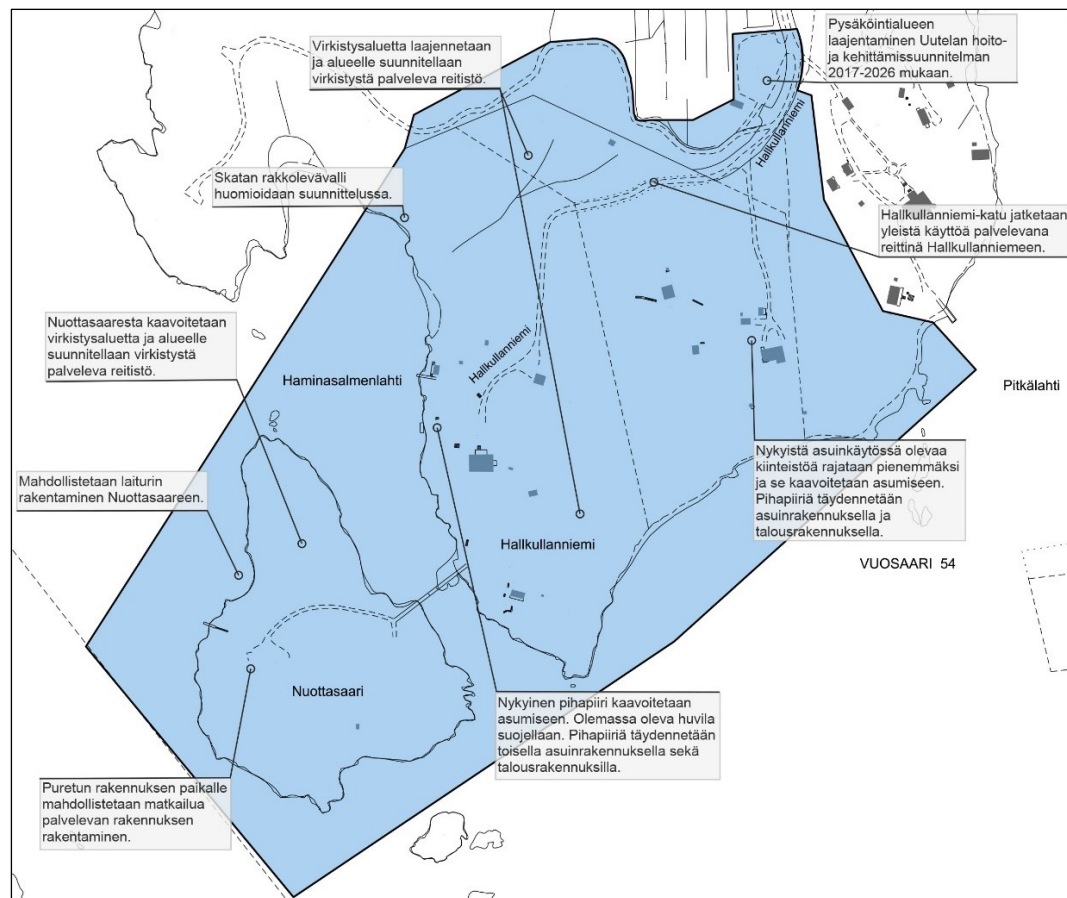 Virkistysaluetta laajennetaan
ja alueelle suunnitellaan
virkistystä palveleva reitistö.
Pysäköintialueen
laajentaminen Uutelan hoito-
ja kehittämissuunnitelman
2017-2026 mukaan.
Hallkullanniemi
Skatan rakkolevävalli
huomioidaan suunnittelussa.
Hallkullanniemi-katu jatketaan
yleistä käyttöä palvelevana
reittinä Hallkullanniemeen.
Nuottasaaresta kaavoitetaan
virkistysaluetta ja alueelle
suunnitellaan virkistystä
palveleva reitistö.
Hallkullanniemi
Haminasalmenlahti
Pitkälahti
Mahdollistetaan laiturin
rakentaminen Nuottasaareen.
Nykyistä asuinkäytössä olevaa
kiinteistöä rajataan pienemmäksi
ja se kaavoitetaan asumiseen.
Pihapiiriä täydennetään
asuinrakennuksella ja
talousrakennuksella.
Hallkullanniemi
VUOSAARI 54
Nuottasaari
Nykyinen pihapiiri kaavoitetaan
asumiseen. Olemassa oleva huvila
suojellaan. Pihapiiriä täydennetään
toisella asuinrakennuksella sekä
talousrakennuksilla.
Puretun rakennuksen paikalle
mahdollistetaan matkailua
palvelevan rakennuksen
rakentaminen.